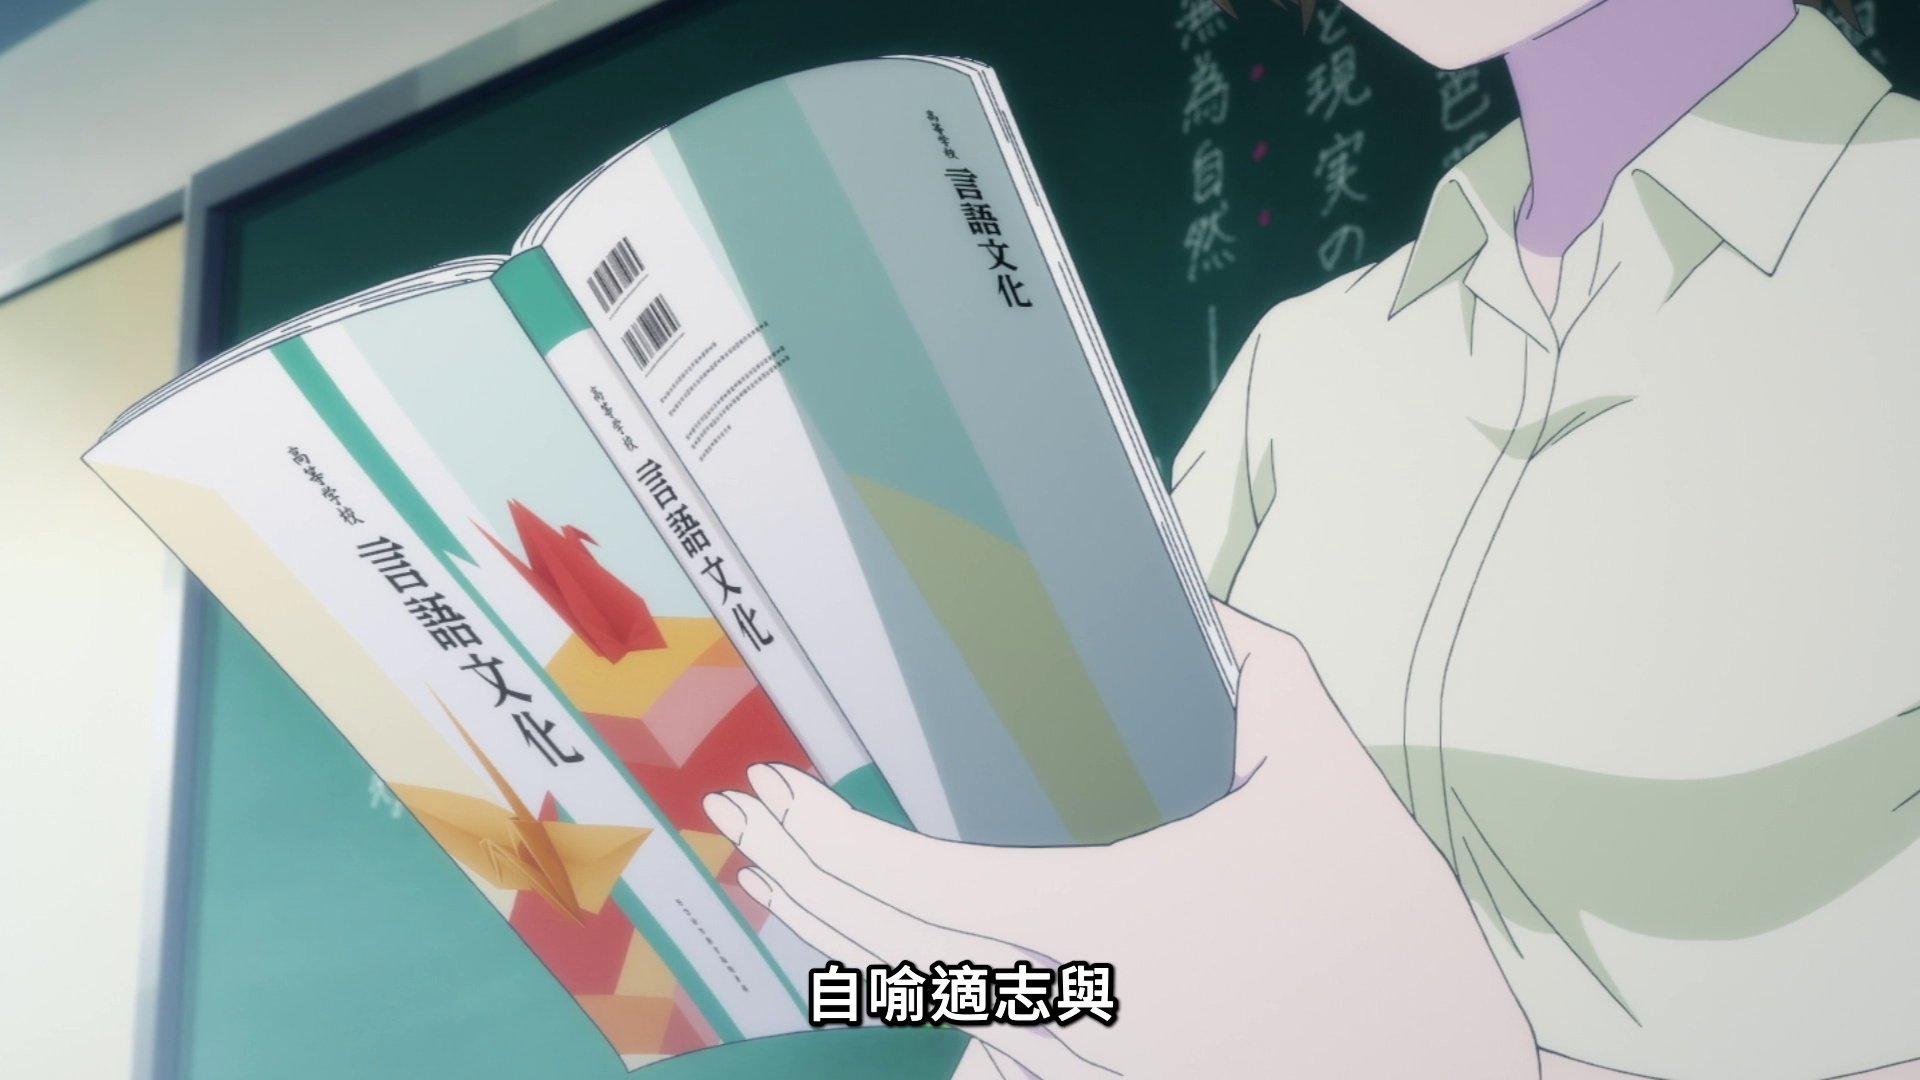 高等学校
言語文化
高等学校
言語文化
高等学校
言語文化
と現実の
無為自然
自喻適志與